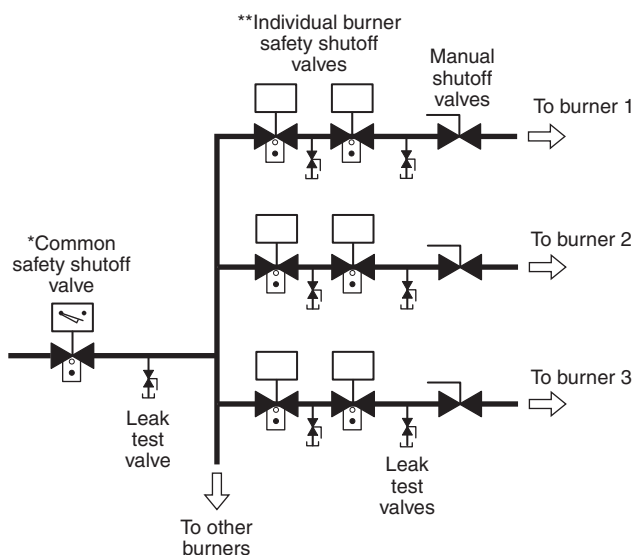 **Individual burner
safety shutoff
valves
Manual
shutoff
valves
To burner 1
*Common
safety shutoff
valve
To burner 2
To burner 3
Leak
test
valve
Leak
test
valves
To other
burners